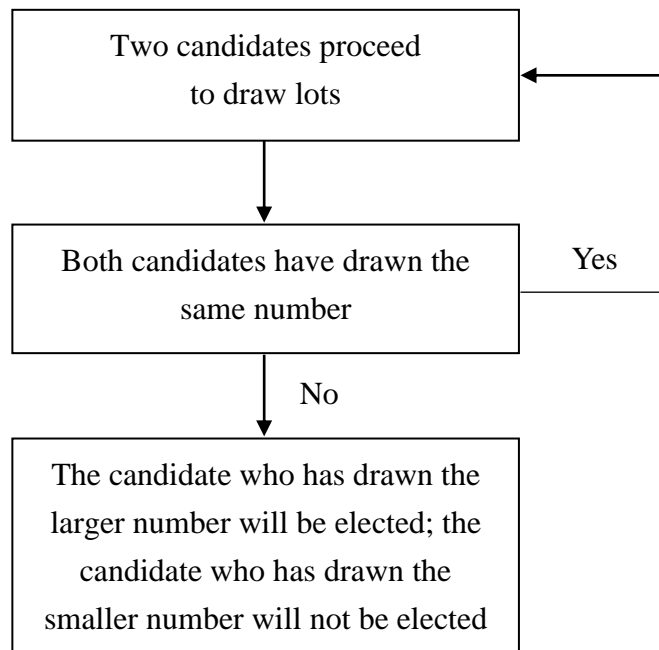 Two candidates proceed
to draw lots
Both candidates have drawn the
same number
Yes
No
The candidate who has drawn the
larger number will be elected; the
candidate who has drawn the
smaller number will not be elected